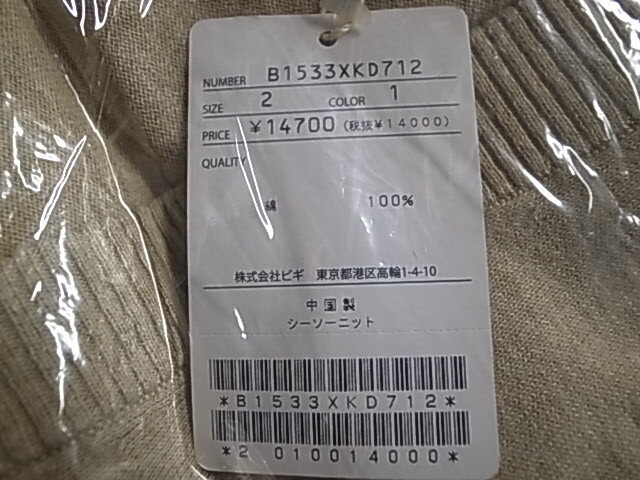 NUMBER B1533XKD712
SIZE 2 COLOR 1
PRICE ¥14700 (税抜¥14000)
QUALITY
綿 100%
株式会社ビギ 東京都港区高輪1-4-10
中国製
シーソーニット
*B1533XKD712*
*2 010014000*